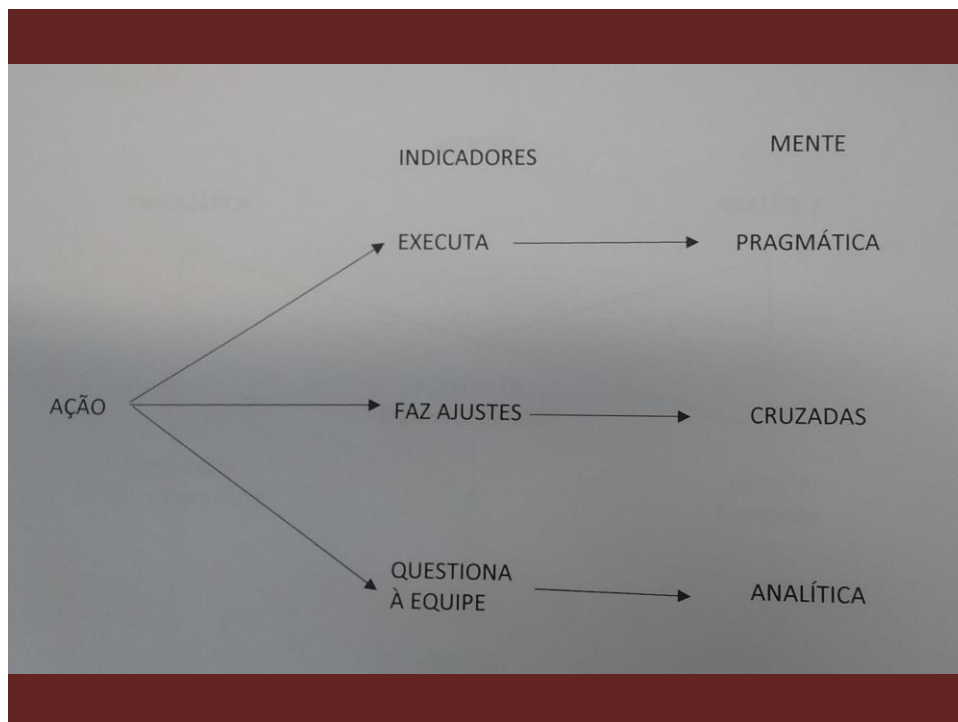 INDICADORES
MENTE
EXECUTA
PRAGMÁTICA
AÇÃO
FAZ AJUSTES
CRUZADAS
QUESTIONA
À EQUIPE
ANALÍTICA